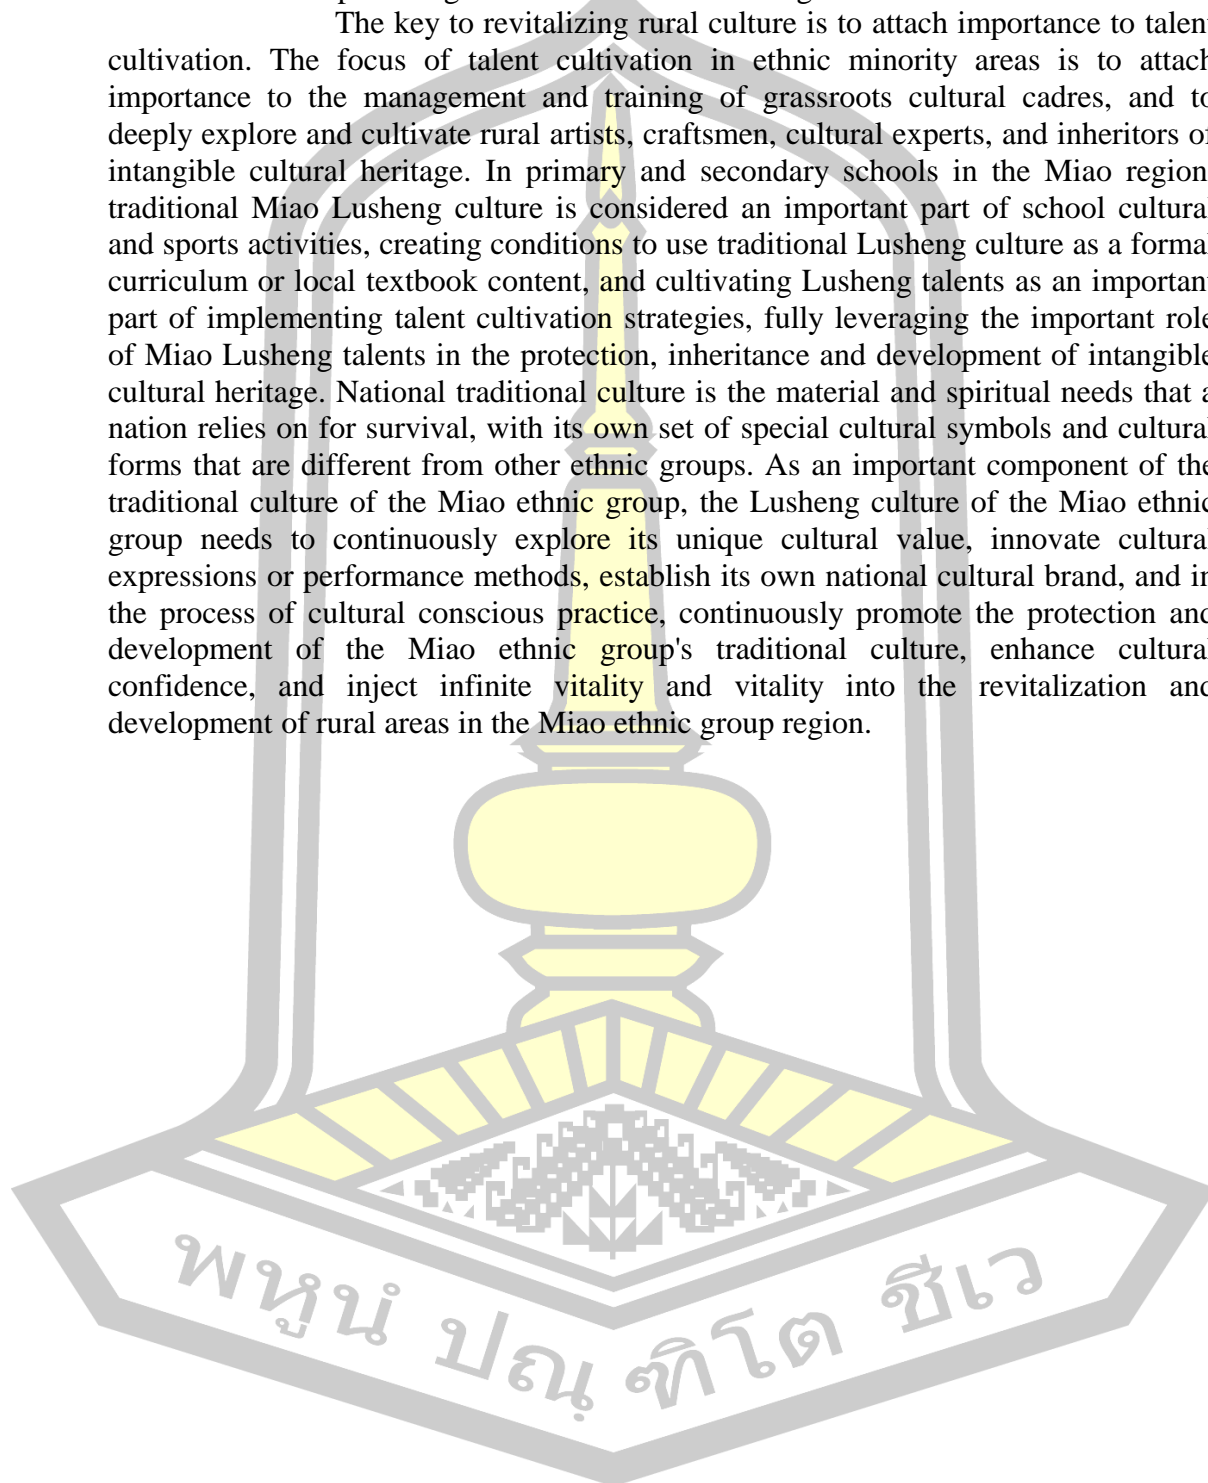 The key to revitalizing rural culture is to attach importance to talent
cultivation. The focus of talent cultivation in ethnic minority areas is to attach
importance to the management and training of grassroots cultural cadres, and to
deeply explore and cultivate rural artists, craftsmen, cultural experts, and inheritors of
intangible cultural heritage. In primary and secondary schools in the Miao region
traditional Miao Lusheng culture is considered an important part of school cultural
and sports activities, creating conditions to use traditional Lusheng culture as a formal
curriculum or local textbook content, and cultivating Lusheng talents as an important
part of implementing talent cultivation strategies, fully leveraging the important role
of Miao Lusheng talents in the protection, inheritance and development of intangible
cultural heritage. National traditional culture is the material and spiritual needs that a
nation relies on for survival, with its own set of special cultural symbols and cultural
forms that are different from other ethnic groups. As an important component of the
traditional culture of the Miao ethnic group, the Lusheng culture of the Miao ethnic
group needs to continuously explore its unique cultural value, innovate cultural
expressions or performance methods, establish its own national cultural brand, and in
the process of cultural conscious practice, continuously promote the protection and
development of the Miao ethnic group's traditional culture, enhance cultural
confidence, and inject infinite vitality and vitality into the revitalization and
development of rural areas in the Miao ethnic group region.
พหูนํ ปณฺฑิโต ชีเว